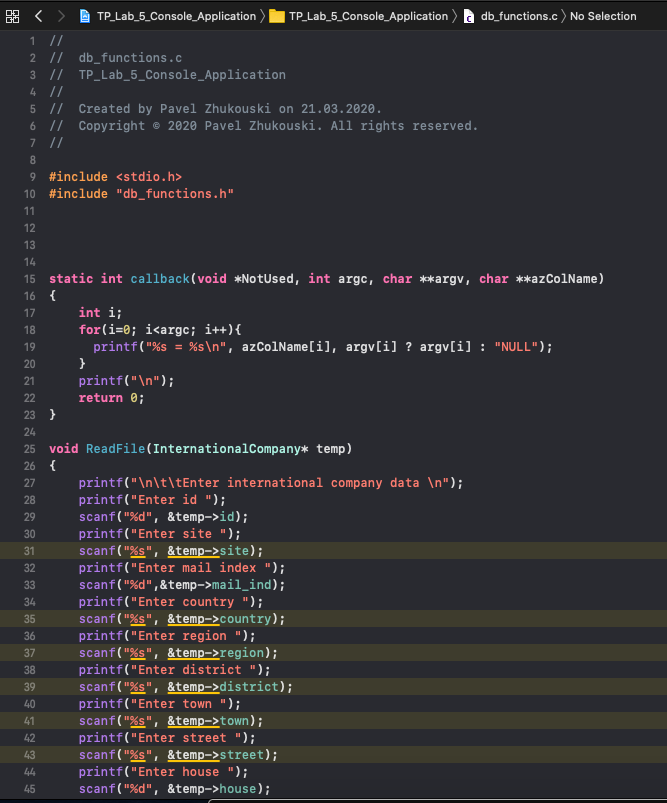 TP_Lab_5_Console_Application 〉 TP_Lab_5_Console_Application 〉 db_functions.c 〉 No Selection
1 //
2 //  db_functions.c
3 //  TP_Lab_5_Console_Application
4 //
5 //  Created by Pavel Zhukouski on 21.03.2020.
6 //  Copyright © 2020 Pavel Zhukouski. All rights reserved.
7 //
8
9 #include <stdio.h>
10 #include "db_functions.h"
11
12
13
14
15 static int callback(void *NotUsed, int argc, char **argv, char **azColName)
16 {
17     int i;
18     for(i=0; i<argc; i++){
19       printf("%s = %s\n", azColName[i], argv[i] ? argv[i] : "NULL");
20     }
21     printf("\n");
22     return 0;
23 }
24
25 void ReadFile(InternationalCompany* temp)
26 {
27     printf("\n\t\tEnter international company data \n");
28     printf("Enter id ");
29     scanf("%d", &temp->id);
30     printf("Enter site ");
31     scanf("%s", &temp->site);
32     printf("Enter mail index ");
33     scanf("%d",&temp->mail_ind);
34     printf("Enter country ");
35     scanf("%s", &temp->country);
36     printf("Enter region ");
37     scanf("%s", &temp->region);
38     printf("Enter district ");
39     scanf("%s", &temp->district);
40     printf("Enter town ");
41     scanf("%s", &temp->town);
42     printf("Enter street ");
43     scanf("%s", &temp->street);
44     printf("Enter house ");
45     scanf("%d", &temp->house);